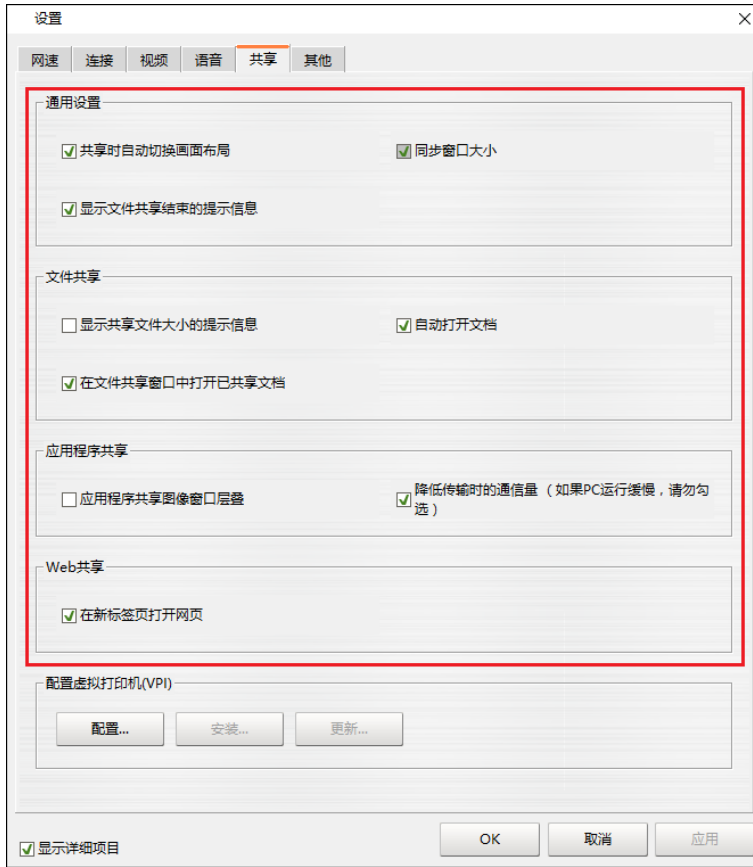 设置
网速 连接 视频 语音 共享 其他
通用设置
共享时自动切换画面布局 同步窗口大小
显示文件共享结束的提示信息
文件共享
显示共享文件大小的提示信息 自动打开文档
在文件共享窗口中打开已共享文档
应用程序共享
应用程序共享图像窗口层叠 降低传输时的通信量（如果PC运行缓慢，请勿勾
选）
Web共享
在新标签页打开网页
配置虚拟打印机(VPI)
配置... 安装... 更新...
显示详细项目 OK 取消 应用